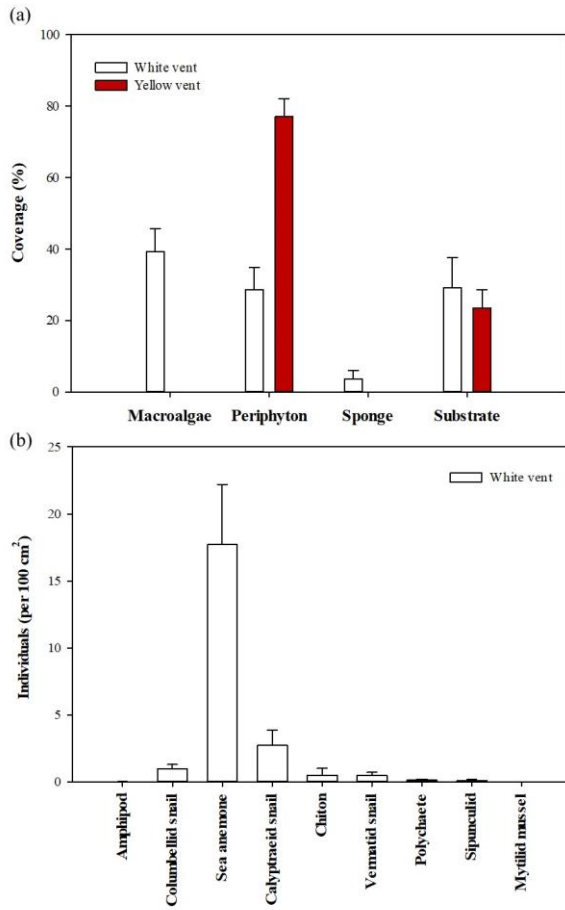 (a)
100
80
60
40
20
0
Coverage (%)
White vent
Yellow vent
Macroalgae Periphyton Sponge Substrate
(b)
25
20
15
10
5
0
Individuals (per 100 cm²)
White vent
Amphipod
Columbellid snail
Sea anemone
Calyptraeid snail
Chiton
Vermatid snail
Polychaete
Sipunculid
Mytilid mussel